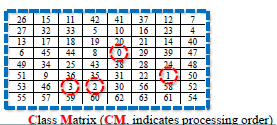 26 15 11 42 41 37 12 7
27 32 33 5 10 16 23 4
13 17 18 19 20 21 14 40
6 45 44 8 0 29 39 47
49 34 25 43 38 28 24 48
51 9 36 35 31 22 1 50
53 46 3 2 30 56 58 52
55 57 59 60 62 63 61 54
Class Matrix (CM, indicates processing order)